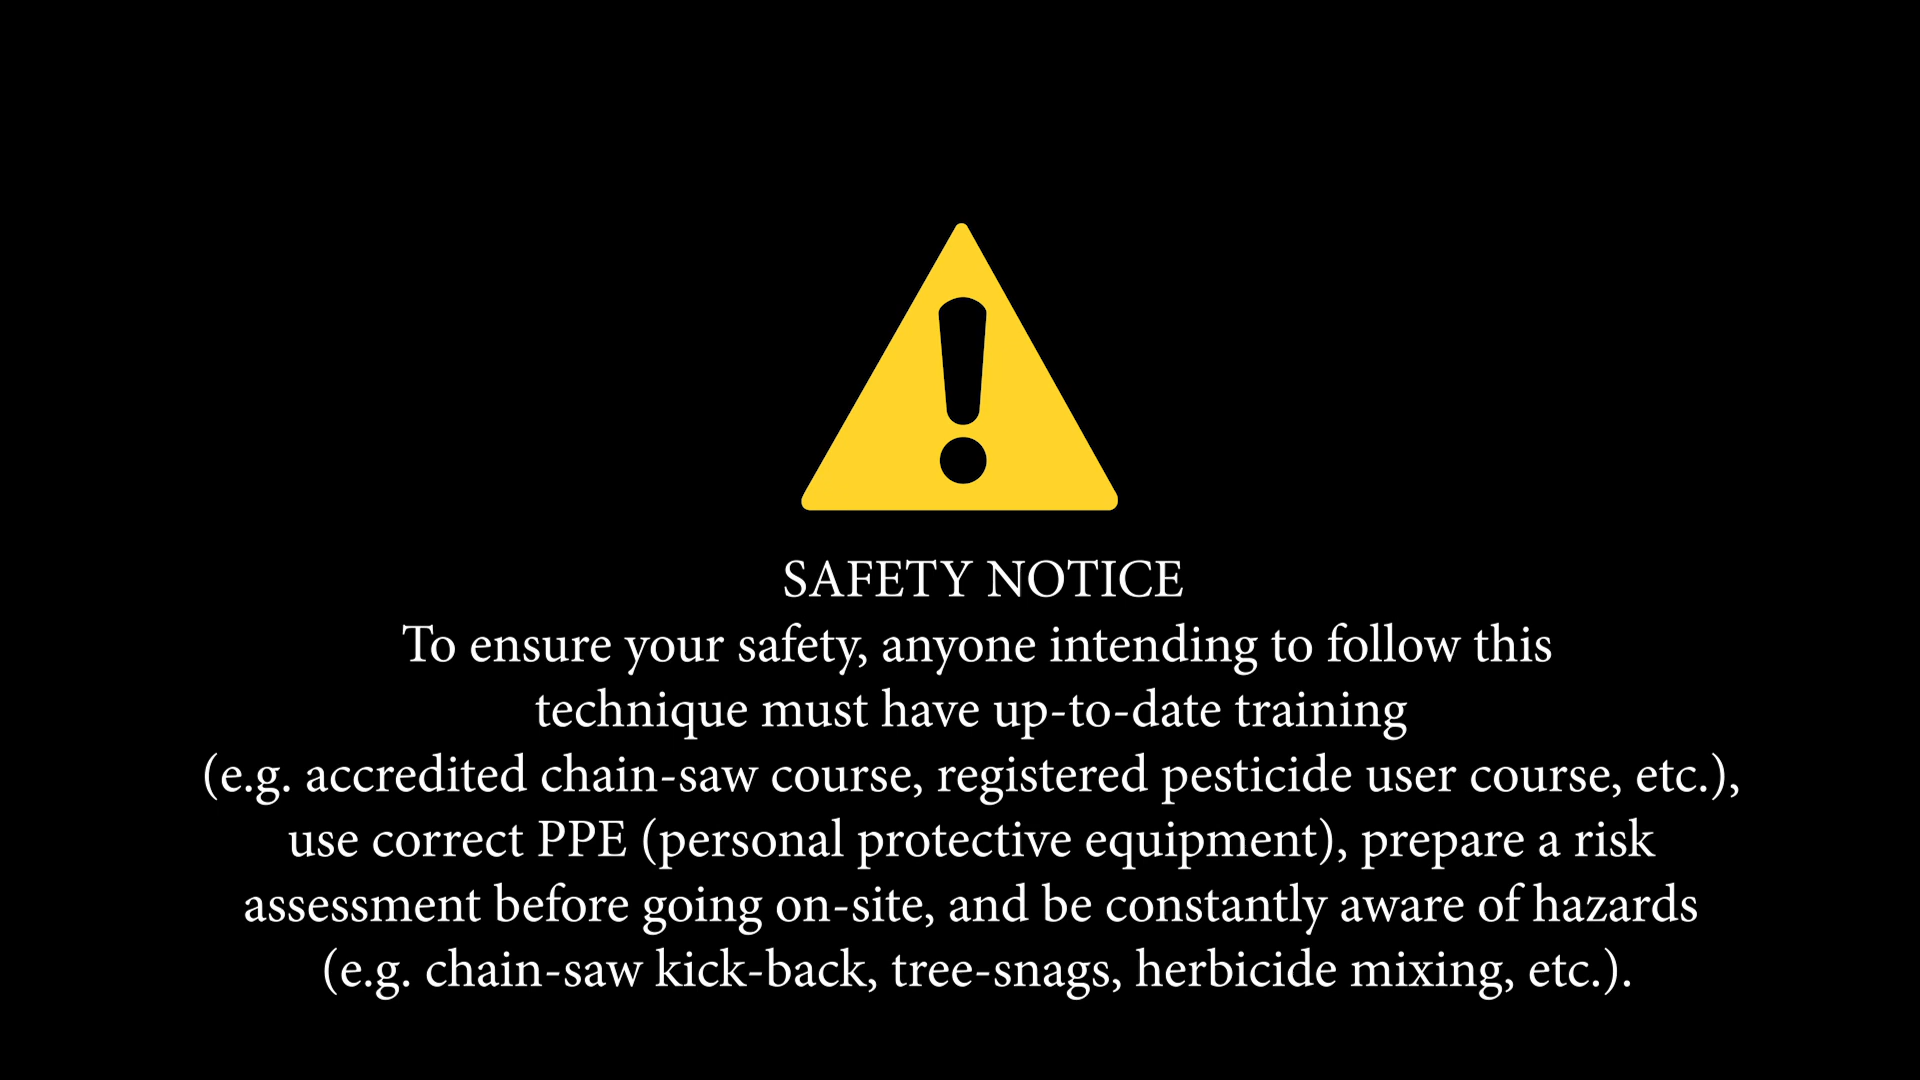 SAFETY NOTICE
To ensure your safety, anyone intending to follow this
technique must have up-to-date training
(e.g. accredited chain-saw course, registered pesticide user course, etc.),
use correct PPE (personal protective equipment), prepare a risk
assessment before going on-site, and be constantly aware of hazards
(e.g. chain-saw kick-back, tree-snags, herbicide mixing, etc.).